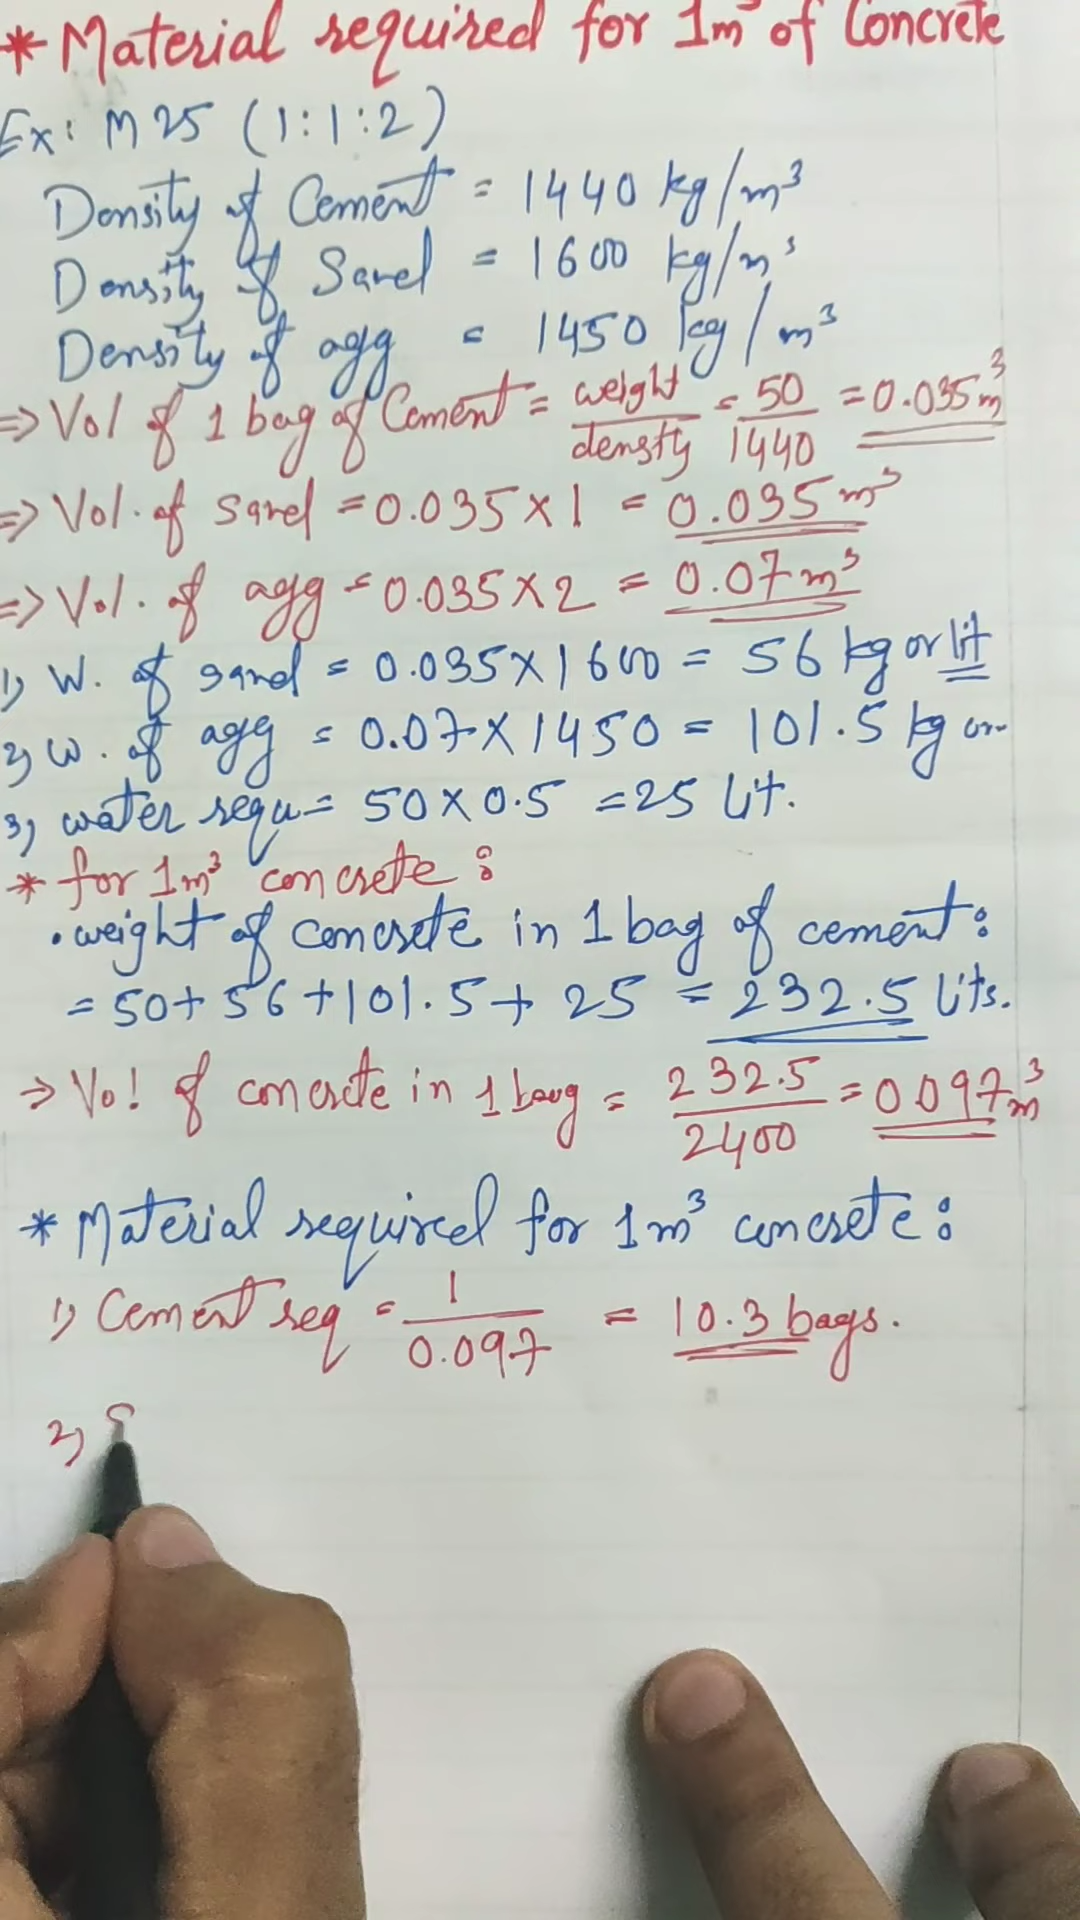 * Material required for 1m³ of Concrete
Ex: M25 (1:1:2)
Density of Cement = 1440 kg/m³
Density of Sand = 1600 kg/m³
Density of agg = 1450 kg/m³
=> Vol of 1 bag of Cement = weight/density = 50/1440 = 0.035 m³
=> Vol. of Sand = 0.035 x 1 = 0.035 m³
=> Vol. of agg = 0.035 x 2 = 0.07 m³
1) W. of sand = 0.035 x 1600 = 56 kg or lit
2) W. of agg = 0.07 x 1450 = 101.5 kg or
3) water requ = 50 x 0.5 = 25 Lit.
* for 1m³ concrete :
• weight of concrete in 1 bag of cement :
= 50 + 56 + 101.5 + 25 = 232.5 Lits.
=> Vol of concrete in 1 bag = 232.5/2400 = 0.097 m³
* Material required for 1m³ concrete :
1) Cement req = 1/0.097 = 10.3 bags.
2) S